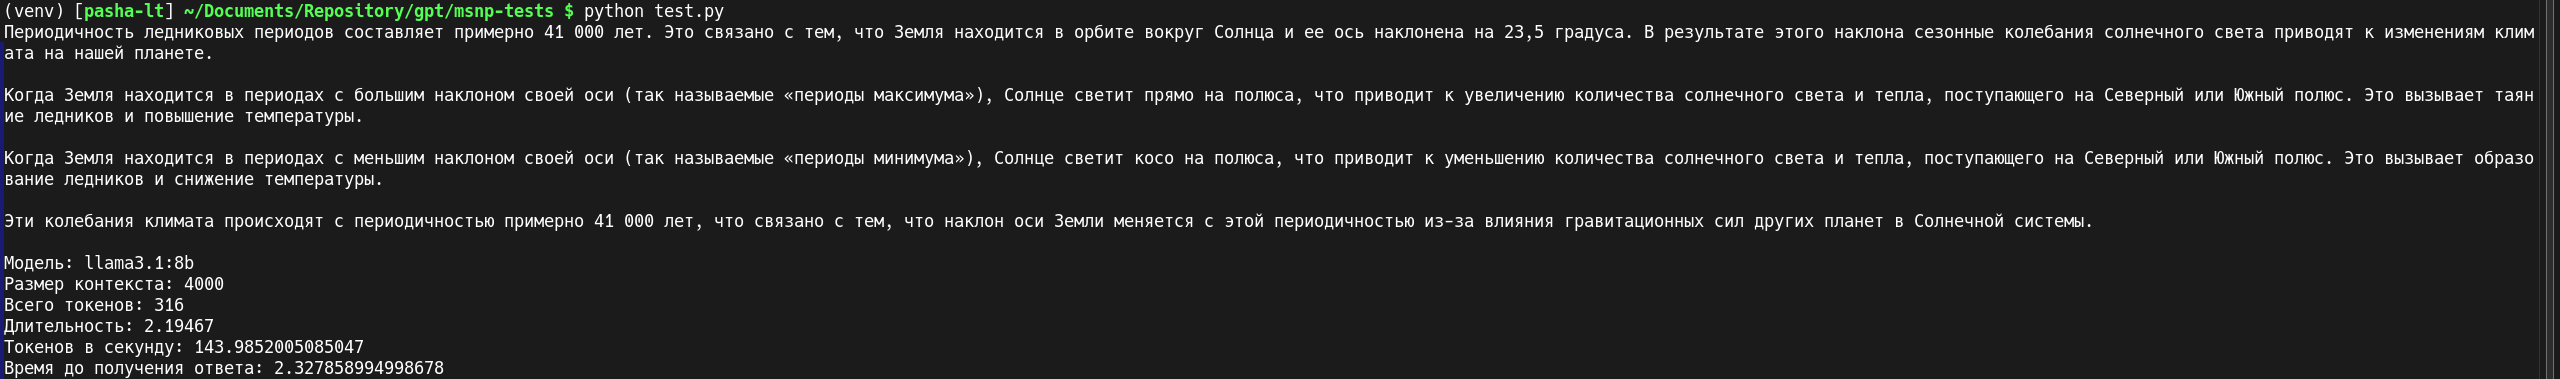 (venv) [pasha-lt] ~/Documents/Repository/gpt/msnp-tests $ python test.py
Периодичность ледниковых периодов составляет примерно 41 000 лет. Это связано с тем, что Земля находится в орбите вокруг Солнца и ее ось наклонена на 23,5 градуса. В результате этого наклона сезонные колебания солнечного света приводят к изменениям клим
ата на нашей планете.
Когда Земля находится в периодах с большим наклоном своей оси (так называемые «периоды максимума»), Солнце светит прямо на полюса, что приводит к увеличению количества солнечного света и тепла, поступающего на Северный или Южный полюс. Это вызывает таян
ие ледников и повышение температуры.
Когда Земля находится в периодах с меньшим наклоном своей оси (так называемые «периоды минимума»), Солнце светит косо на полюса, что приводит к уменьшению количества солнечного света и тепла, поступающего на Северный или Южный полюс. Это вызывает образо
вание ледников и снижение температуры.
Эти колебания климата происходят с периодичностью примерно 41 000 лет, что связано с тем, что наклон оси Земли меняется с этой периодичностью из-за влияния гравитационных сил других планет в Солнечной системы.
Модель: llama3.1:8b
Размер контекста: 4000
Всего токенов: 316
Длительность: 2.19467
Токенов в секунду: 143.9852005085047
Время до получения ответа: 2.327858994998678